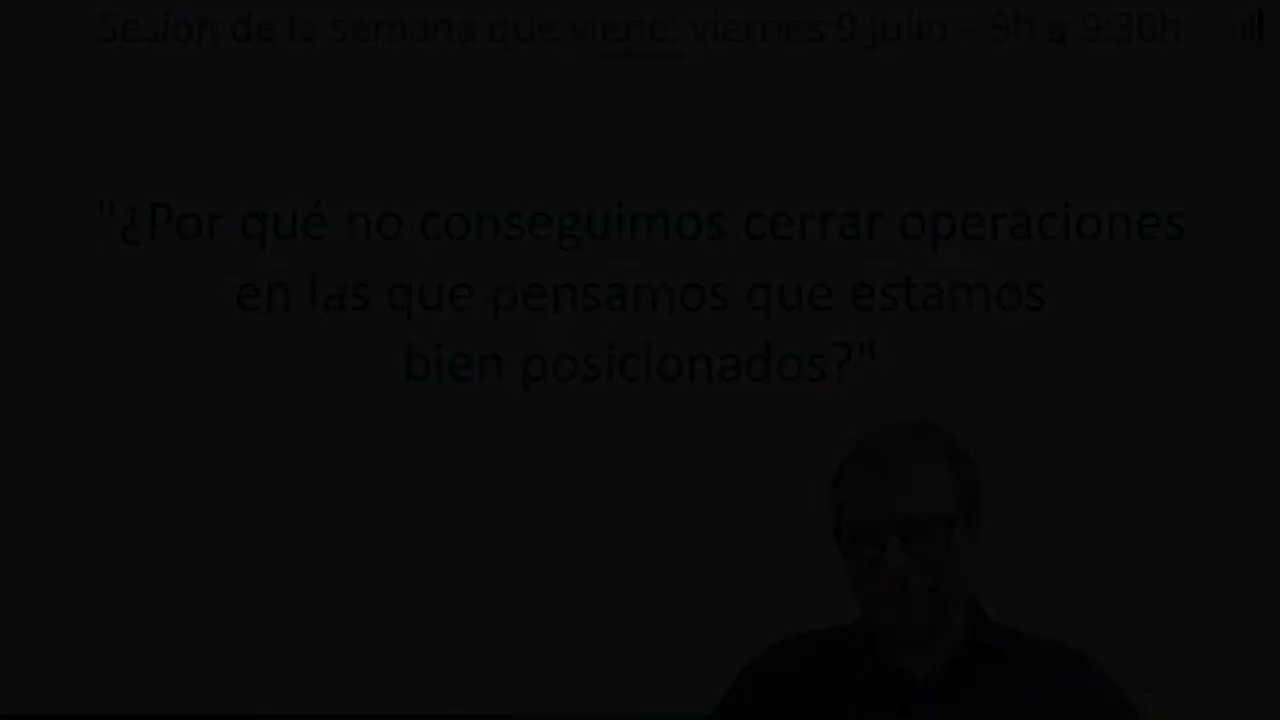 Sesión de la semana que viene: viernes 9 julio - 9h a 9:30h
"¿Por qué no conseguimos cerrar operaciones
en las que pensamos que estamos
bien posicionados?"